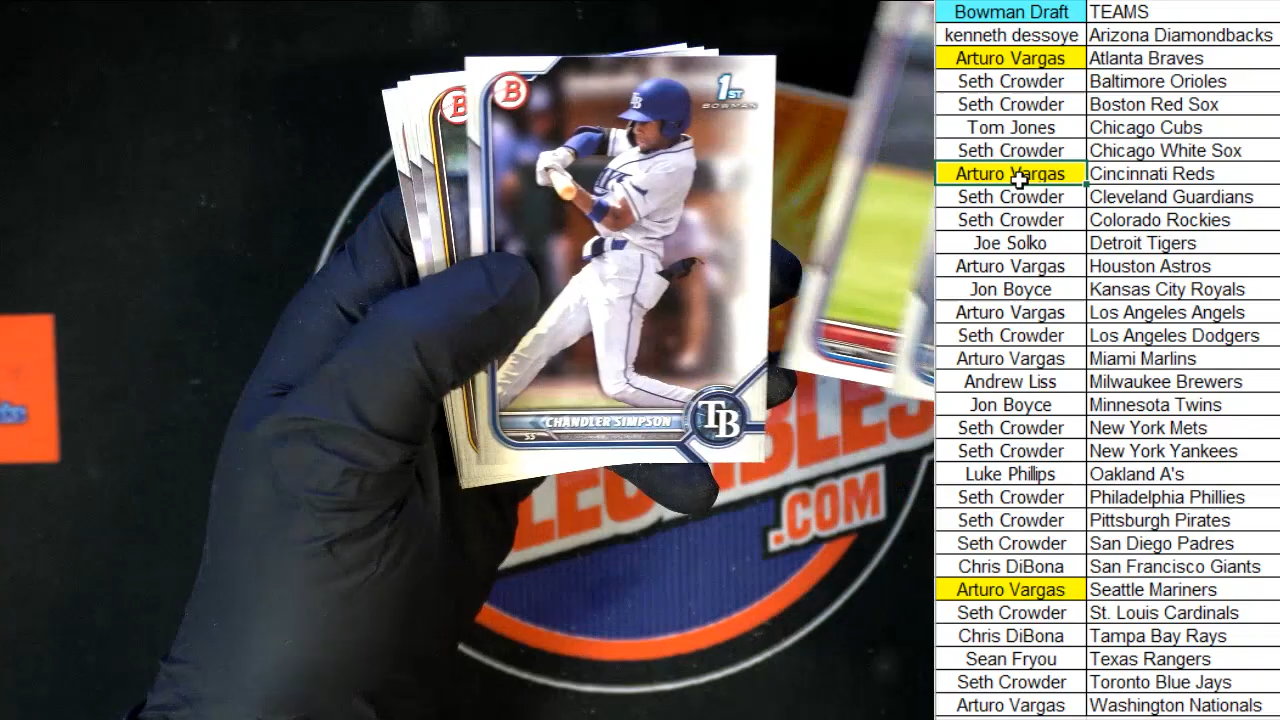 Bowman Draft TEAMS
kenneth dessoye Arizona Diamondbacks
Arturo Vargas Atlanta Braves
Seth Crowder Baltimore Orioles
Seth Crowder Boston Red Sox
Tom Jones Chicago Cubs
Seth Crowder Chicago White Sox
Arturo Vargas Cincinnati Reds
Seth Crowder Cleveland Guardians
Seth Crowder Colorado Rockies
Joe Solko Detroit Tigers
Arturo Vargas Houston Astros
Jon Boyce Kansas City Royals
Arturo Vargas Los Angeles Angels
Seth Crowder Los Angeles Dodgers
Arturo Vargas Miami Marlins
Andrew Liss Milwaukee Brewers
Jon Boyce Minnesota Twins
Seth Crowder New York Mets
Seth Crowder New York Yankees
Luke Phillips Oakland A's
Seth Crowder Philadelphia Phillies
Seth Crowder Pittsburgh Pirates
Seth Crowder San Diego Padres
Chris DiBona San Francisco Giants
Arturo Vargas Seattle Mariners
Seth Crowder St. Louis Cardinals
Chris DiBona Tampa Bay Rays
Sean Fryou Texas Rangers
Seth Crowder Toronto Blue Jays
Arturo Vargas Washington Nationals
B
B
1ST
BOWMAN
TB
CHANDLER SIMPSON
SS
TB
.COM